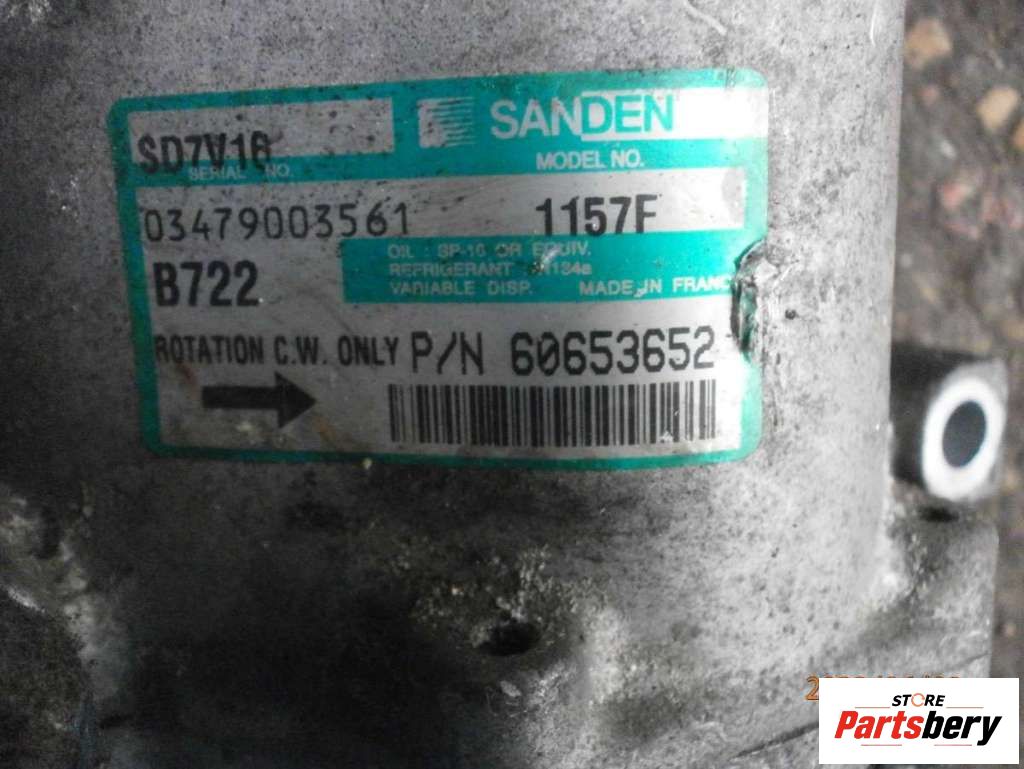 SANDEN
SD7V16
SERIAL NO. MODEL NO.
03479003561 1157F
OIL : SP-10 OR EQUIV.
B722 REFRIGERANT : R134a
VARIABLE DISP. MADE IN FRANC
ROTATION C.W. ONLY P/N 60653652
STORE
Partsbery